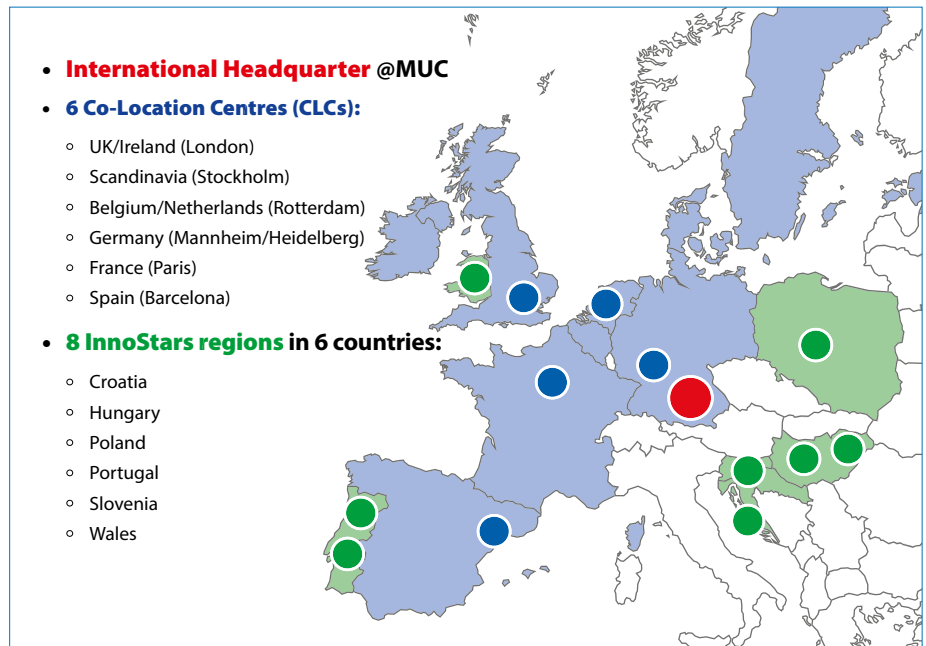 • International Headquarter @MUC
• 6 Co-Location Centres (CLCs):
◦ UK/Ireland (London)
◦ Scandinavia (Stockholm)
◦ Belgium/Netherlands (Rotterdam)
◦ Germany (Mannheim/Heidelberg)
◦ France (Paris)
◦ Spain (Barcelona)
• 8 InnoStars regions in 6 countries:
◦ Croatia
◦ Hungary
◦ Poland
◦ Portugal
◦ Slovenia
◦ Wales